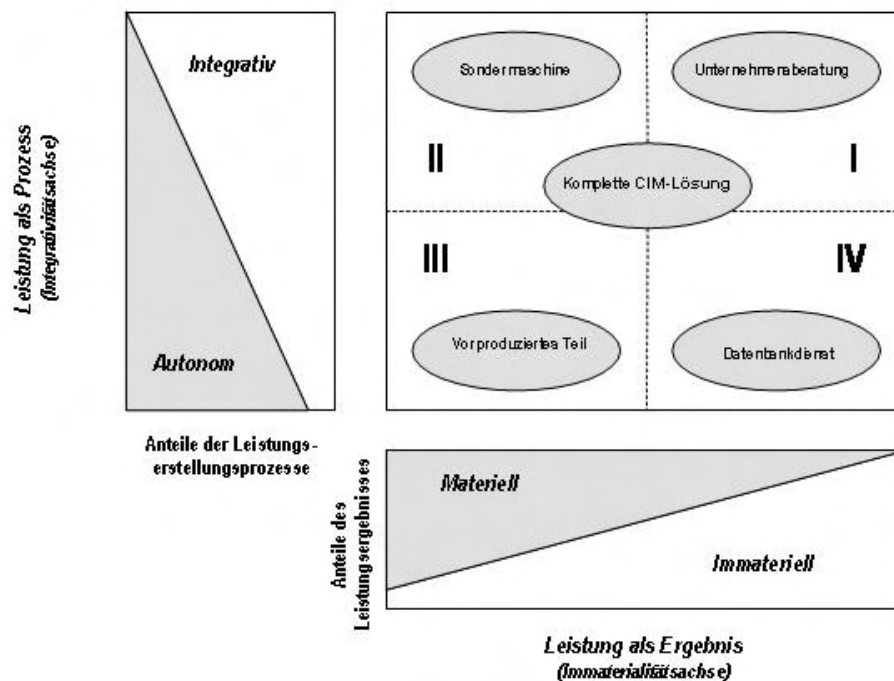 Leistung als Prozess
(Integrativitätsachse)
Integrativ
Autonom
Anteile der Leistungs-
erstellungsprozesse
Sondermaschine
Unternehmensberatung
II
I
Komplette CIM-Lösung
III
IV
Vorproduziertes Teil
Datenbankdienst
Anteile des
Leistungsergebnisses
Materiell
Immateriell
Leistung als Ergebnis
(Immaterialitätsachse)